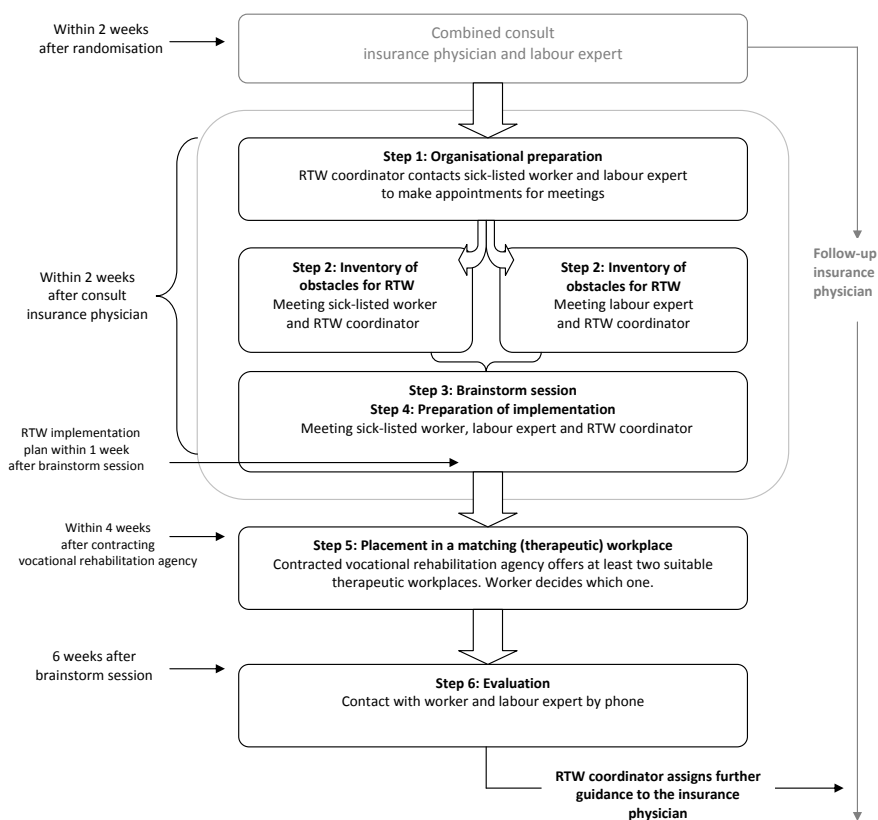 Within 2 weeks
after randomisation
Combined consult
insurance physician and labour expert
Step 1: Organisational preparation
RTW coordinator contacts sick-listed worker and labour expert
to make appointments for meetings
Within 2 weeks
after consult
insurance physician
Step 2: Inventory of
obstacles for RTW
Meeting sick-listed worker
and RTW coordinator
Step 2: Inventory of
obstacles for RTW
Meeting labour expert
and RTW coordinator
Follow-up
insurance
physician
Step 3: Brainstorm session
Step 4: Preparation of implementation
Meeting sick-listed worker, labour expert and RTW coordinator
RTW implementation
plan within 1 week
after brainstorm session
Within 4 weeks
after contracting
vocational rehabilitation agency
Step 5: Placement in a matching (therapeutic) workplace
Contracted vocational rehabilitation agency offers at least two suitable
therapeutic workplaces. Worker decides which one.
6 weeks after
brainstorm session
Step 6: Evaluation
Contact with worker and labour expert by phone
RTW coordinator assigns further
guidance to the insurance
physician